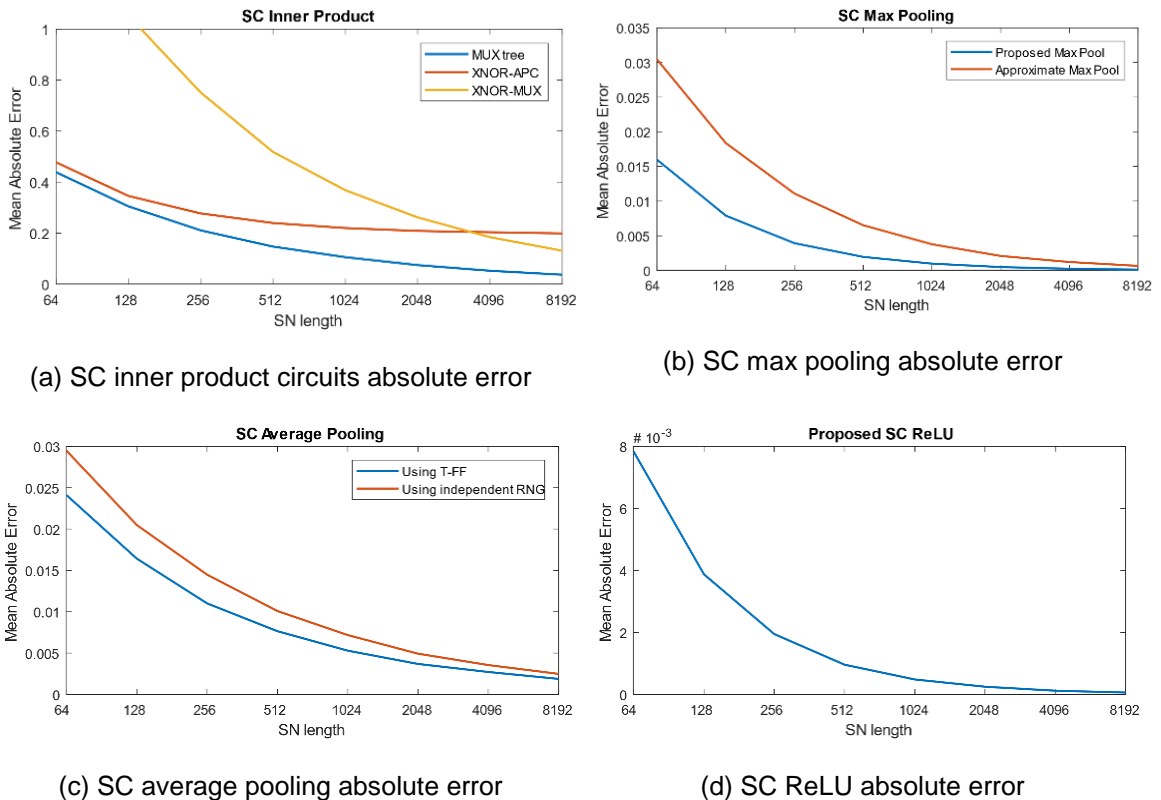 SC Inner Product
Mean Absolute Error
1
0.8
0.6
0.4
0.2
0
64 128 256 512 1024 2048 4096 8192
SN length
MUX tree
XNOR-APC
XNOR-MUX
(a) SC inner product circuits absolute error
SC Max Pooling
Mean Absolute Error
0.035
0.03
0.025
0.02
0.015
0.01
0.005
0
64 128 256 512 1024 2048 4096 8192
SN length
Proposed Max Pool
Approximate Max Pool
(b) SC max pooling absolute error
SC Average Pooling
Mean Absolute Error
0.03
0.025
0.02
0.015
0.01
0.005
0
64 128 256 512 1024 2048 4096 8192
SN length
Using T-FF
Using independent RNG
(c) SC average pooling absolute error
Proposed SC ReLU
# 10^-3
Mean Absolute Error
8
6
4
2
0
64 128 256 512 1024 2048 4096 8192
SN length
(d) SC ReLU absolute error